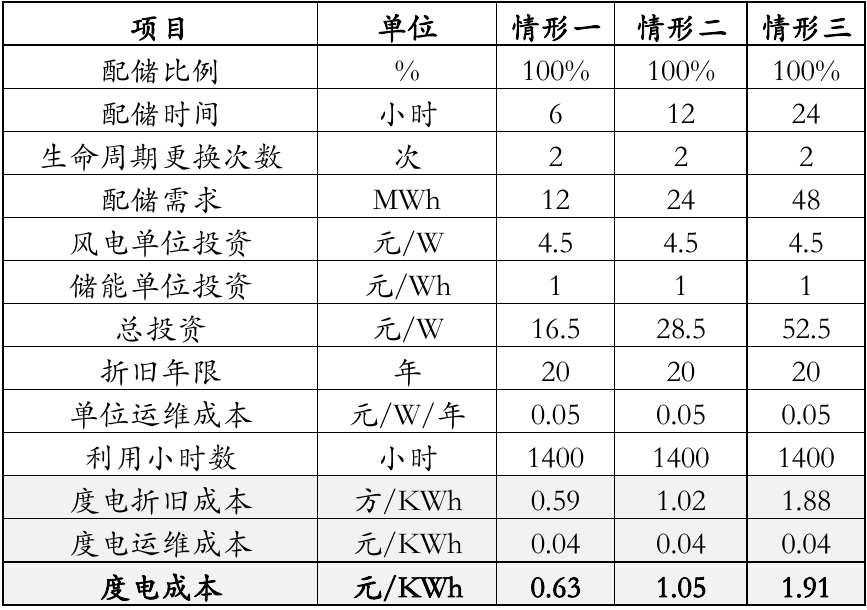 项目 单位 情形一 情形二 情形三
配储比例 % 100% 100% 100%
配储时间 小时 6 12 24
生命周期更换次数 次 2 2 2
配储需求 MWh 12 24 48
风电单位投资 元/W 4.5 4.5 4.5
储能单位投资 元/Wh 1 1 1
总投资 元/W 16.5 28.5 52.5
折旧年限 年 20 20 20
单位运维成本 元/W/年 0.05 0.05 0.05
利用小时数 小时 1400 1400 1400
度电折旧成本 方/KWh 0.59 1.02 1.88
度电运维成本 元/KWh 0.04 0.04 0.04
度电成本 元/KWh 0.63 1.05 1.91